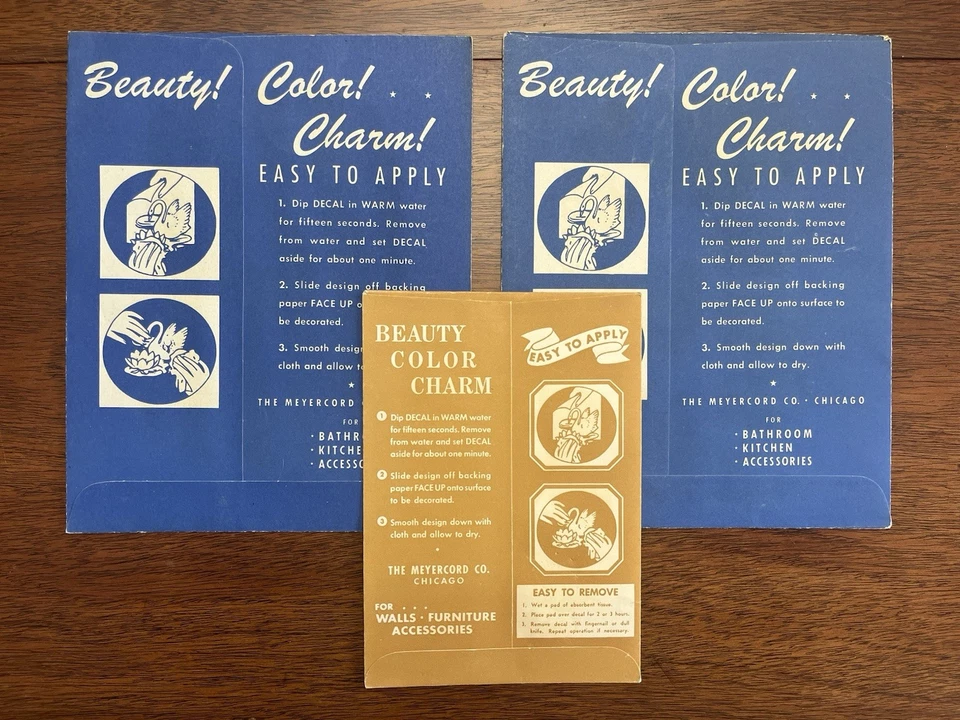 Beauty! Color!
Charm!
EASY TO APPLY
1. Dip DECAL in WARM water
for fifteen seconds. Remove
from water and set DECAL
aside for about one minute.
2. Slide design off backing
paper FACE UP o
be decorated.
3. Smooth desig
cloth and allow t
THE MEYERCORD
FOR
· BATHR
· KITCHE
· ACCESS
Beauty! Color!
Charm!
EASY TO APPLY
1. Dip DECAL in WARM water
for fifteen seconds. Remove
from water and set DECAL
aside for about one minute.
2. Slide design off backing
paper FACE UP onto surface to
be decorated.
3. Smooth design down with
cloth and allow to dry.
THE MEYERCORD CO. · CHICAGO
FOR
· BATHROOM
· KITCHEN
· ACCESSORIES
BEAUTY
COLOR
CHARM
1 Dip DECAL in WARM water
for fifteen seconds. Remove
from water and set DECAL
aside for about one minute.
2 Slide design off backing
paper FACE UP onto surface
to be decorated.
3 Smooth design down with
cloth and allow to dry.
THE MEYERCORD CO.
CHICAGO
FOR . . .
WALLS · FURNITURE
ACCESSORIES
EASY TO APPLY
EASY TO REMOVE
1. Wet a pad of absorbent tissue.
2. Place pad over decal for 2 or 3 hours.
3. Remove decal with fingernail or dull
knife. Repeat operation if necessary.